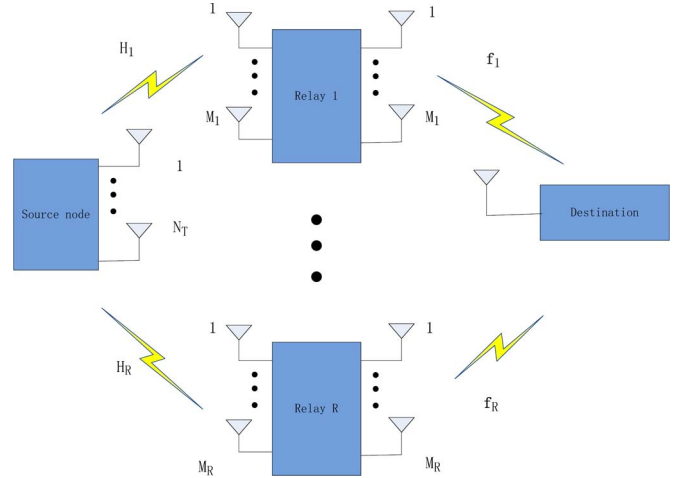 1
1
H1
f1
Relay 1
M1
M1
1
Source node
Destination
NT
1
1
HR
Relay R
fR
MR
MR